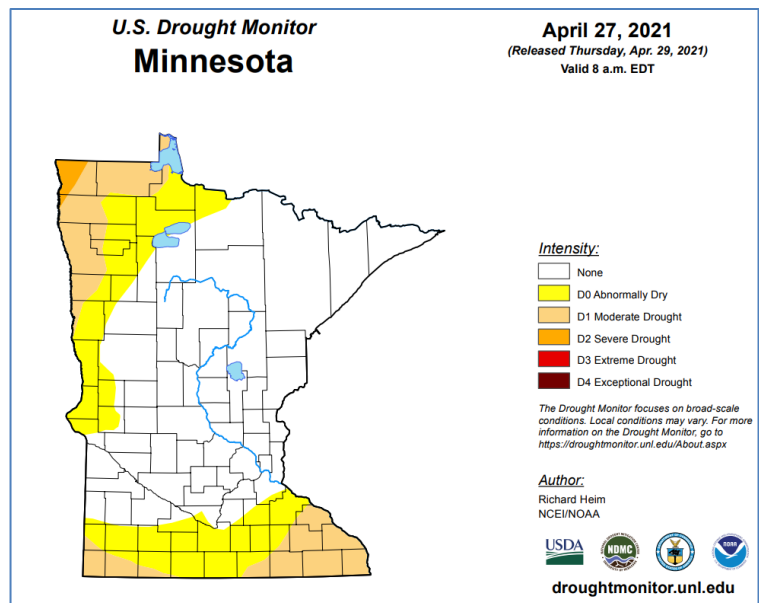 U.S. Drought Monitor
Minnesota
April 27, 2021
(Released Thursday, Apr. 29, 2021)
Valid 8 a.m. EDT
Intensity:
None
D0 Abnormally Dry
D1 Moderate Drought
D2 Severe Drought
D3 Extreme Drought
D4 Exceptional Drought
The Drought Monitor focuses on broad-scale
conditions. Local conditions may vary. For more
information on the Drought Monitor, go to
https://droughtmonitor.unl.edu/About.aspx
Author:
Richard Heim
NCEI/NOAA
USDA
NDMC
NOAA
droughtmonitor.unl.edu